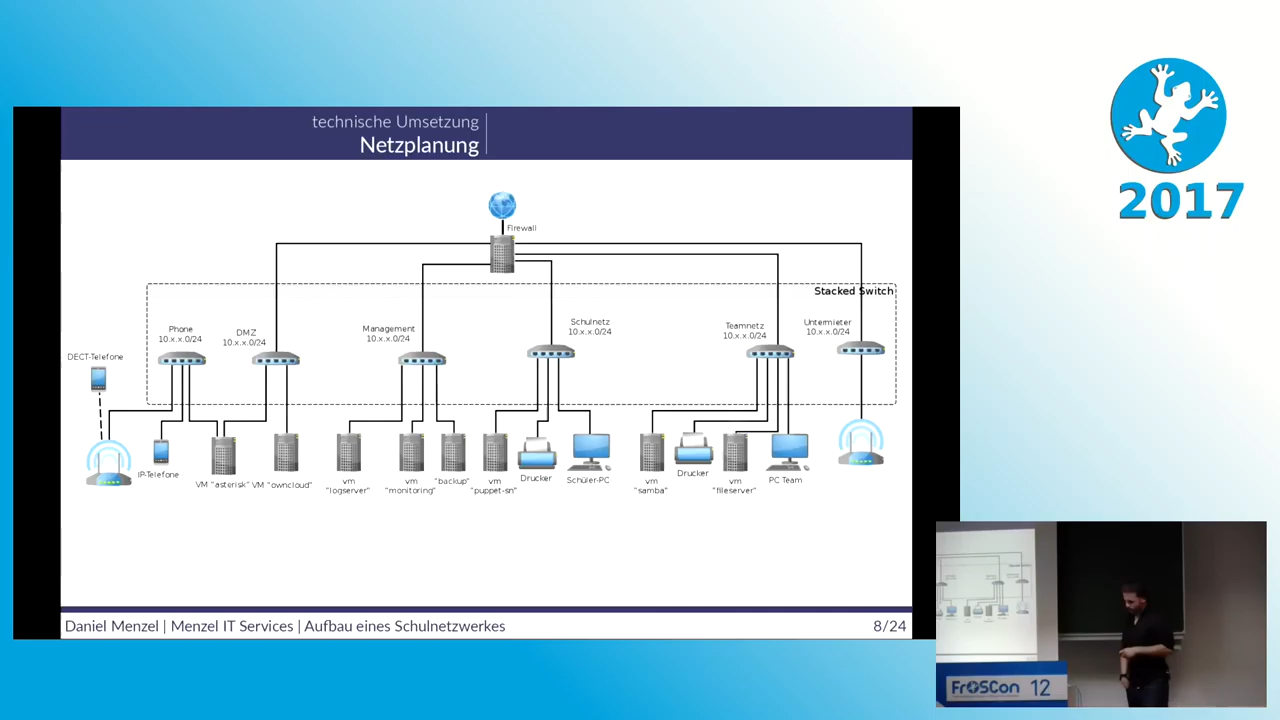 technische Umsetzung
Netzplanung
2017
Firewall
Stacked Switch
Phone
10.x.x.0/24
DMZ
10.x.x.0/24
Management
10.x.x.0/24
Schulnetz
10.x.x.0/24
Teamnetz
10.x.x.0/24
Untermieter
10.x.x.0/24
DECT-Telefone
IP-Telefone
VM "asterisk"
VM "owncloud"
vm
"logserver"
vm
"monitoring"
"backup"
vm
"puppet-sn"
Drucker
Schüler-PC
vm
"samba"
Drucker
vm
"fileserver"
PC Team
Daniel Menzel | Menzel IT Services | Aufbau eines Schulnetzwerkes
8/24
FrOSCon 12